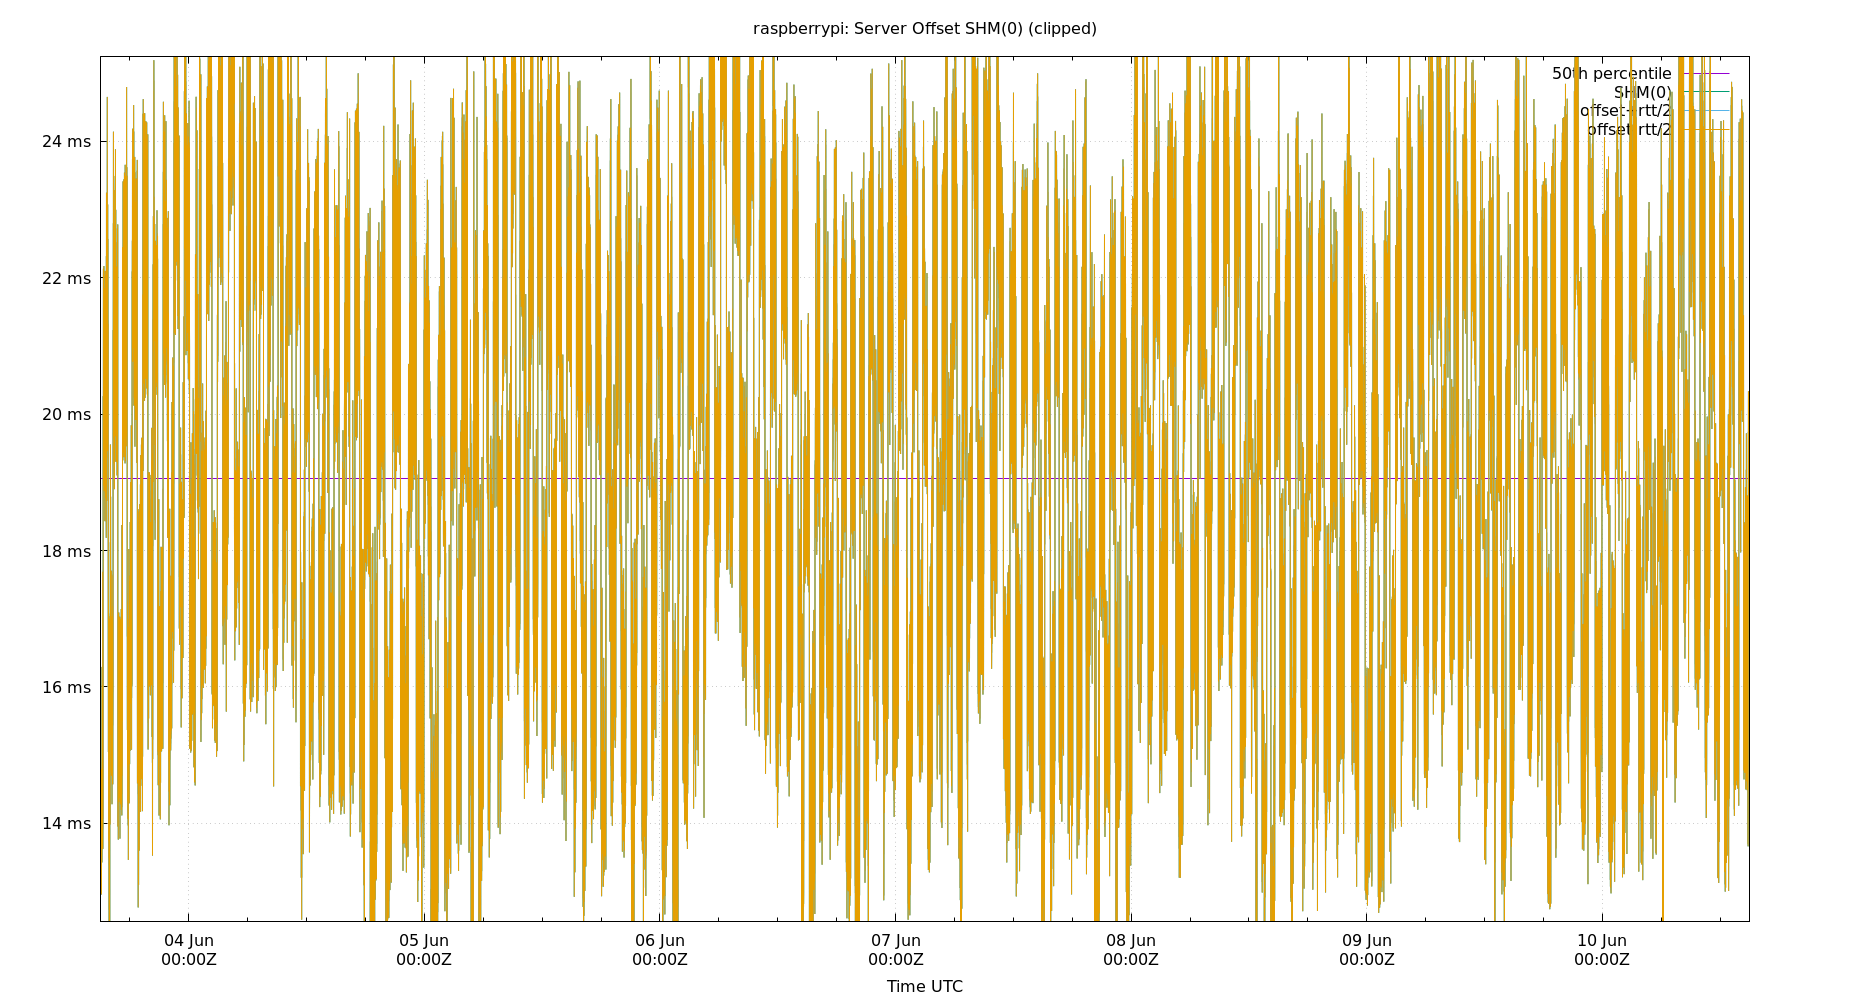 raspberrypi: Server Offset SHM(0) (clipped)
50th percentile
SHM(0)
offset+rtt/2
offset-rtt/2
24 ms
22 ms
20 ms
18 ms
16 ms
14 ms
04 Jun 05 Jun 06 Jun 07 Jun 08 Jun 09 Jun 10 Jun
00:00Z 00:00Z 00:00Z 00:00Z 00:00Z 00:00Z 00:00Z
Time UTC